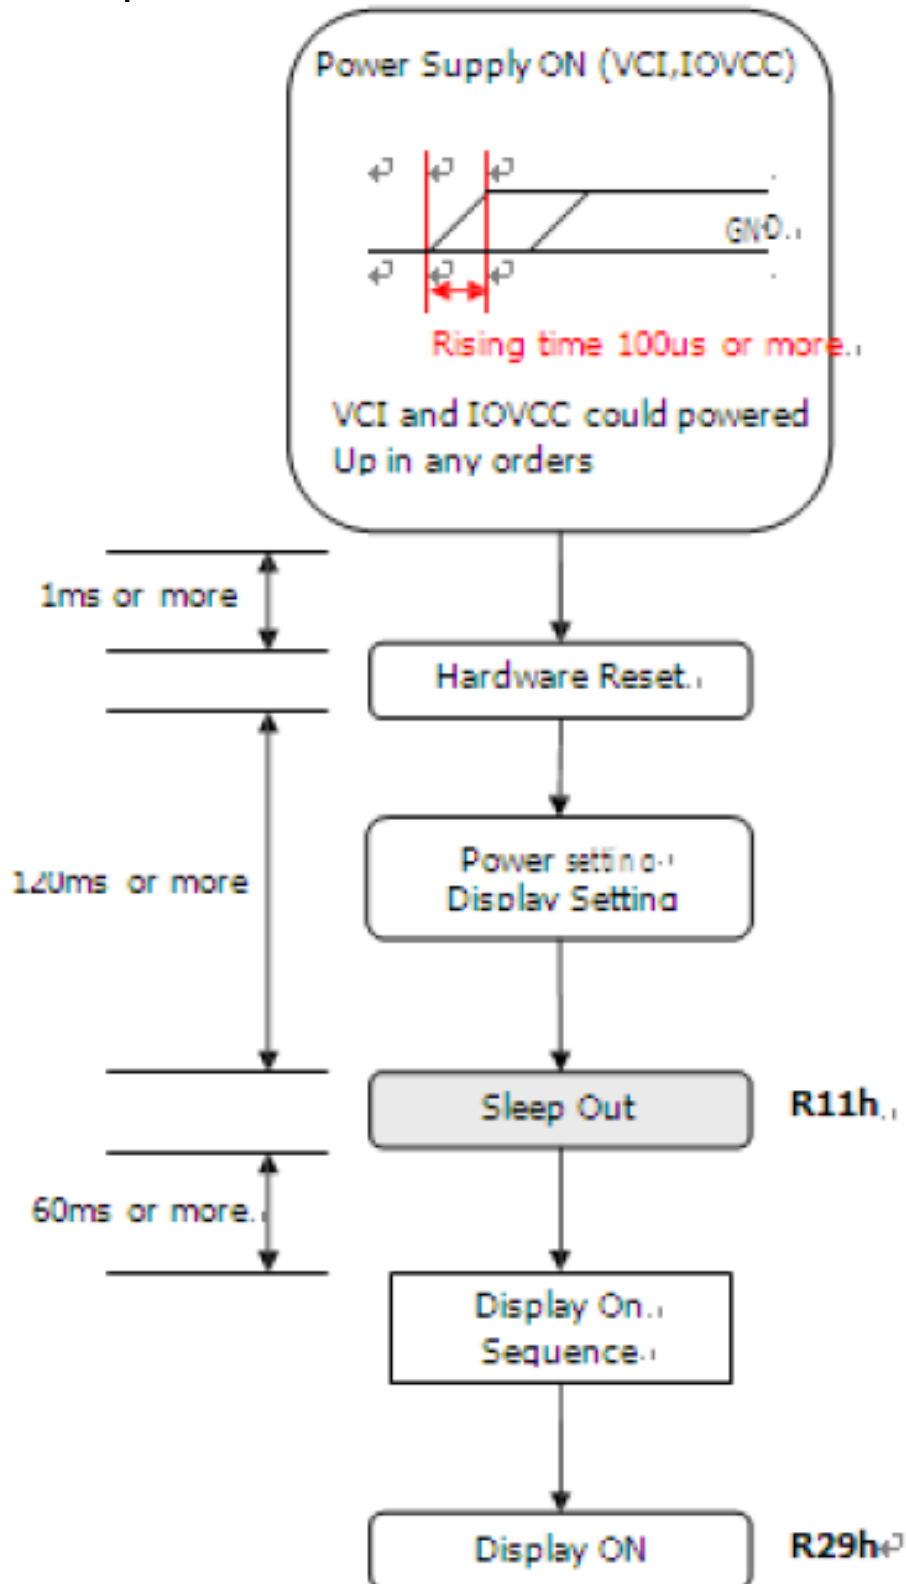 Power Supply ON (VCI,IOVCC)
GND
Rising time 100us or more
VCI and IOVCC could powered
Up in any orders
1ms or more
Hardware Reset
120ms or more
Power setting
Display Setting
Sleep Out
R11h
60ms or more
Display On
Sequence
Display ON
R29h